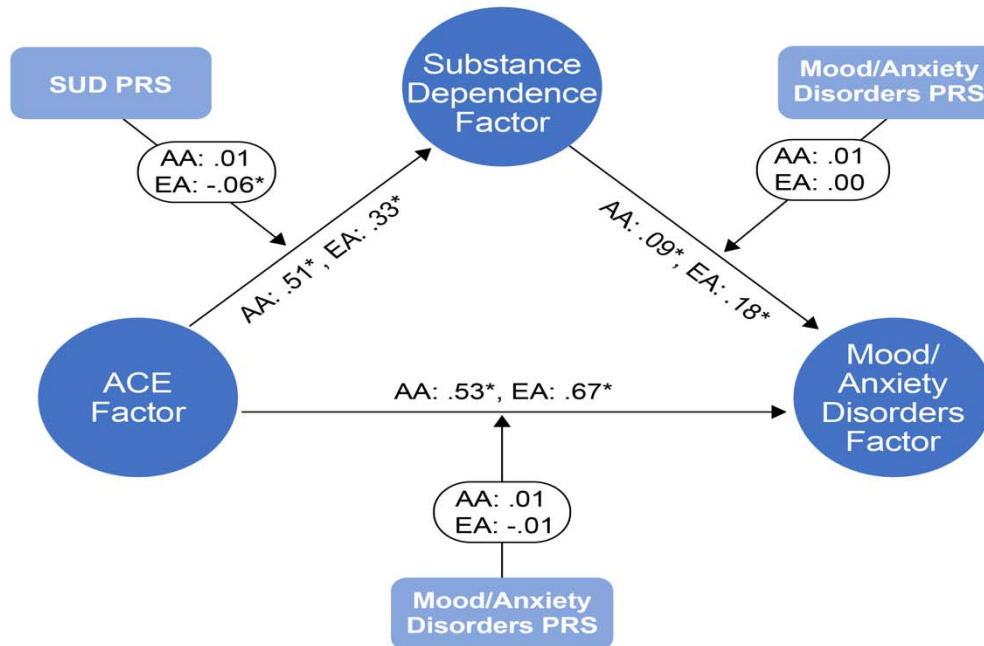 SUD PRS
Substance
Dependence
Factor
Mood/Anxiety
Disorders PRS
AA: .01
EA: -.06*
AA: .01
EA: .00
AA: .51*, EA: .33*
AA: .09*, EA: .18*
ACE
Factor
AA: .53*, EA: .67*
Mood/
Anxiety
Disorders
Factor
AA: .01
EA: -.01
Mood/Anxiety
Disorders PRS